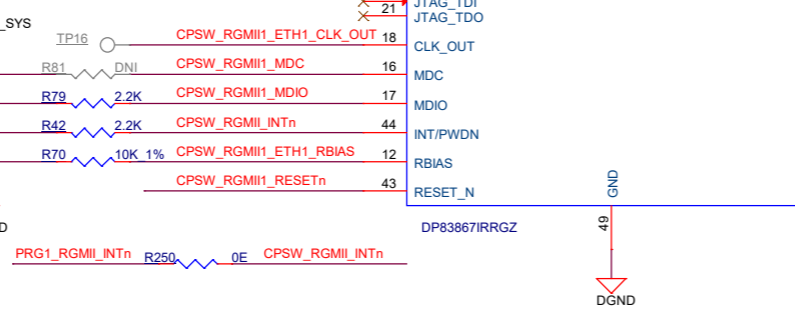 JTAG_TDI
21 JTAG_TDO
_SYS
TP16 CPSW_RGMII1_ETH1_CLK_OUT 18 CLK_OUT
R81 DNI CPSW_RGMII1_MDC 16 MDC
R79 2.2K CPSW_RGMII1_MDIO 17 MDIO
R42 2.2K CPSW_RGMII_INTn 44 INT/PWDN
R70 10K_1% CPSW_RGMII1_ETH1_RBIAS 12 RBIAS
CPSW_RGMII1_RESETn 43 RESET_N
GND
49
D
DP83867IRRGZ
PRG1_RGMII_INTn R250 0E CPSW_RGMII_INTn
DGND